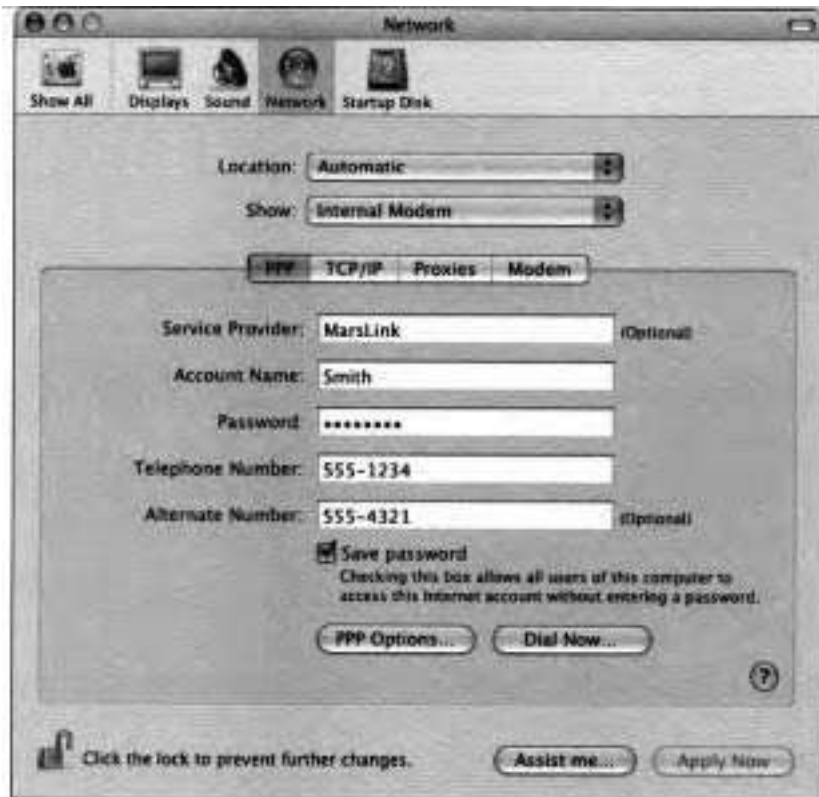 Network
Show All Displays Sound Network Startup Disk
Location: Automatic
Show: Internal Modem
PPP TCP/IP Proxies Modem
Service Provider: MarsLink (Optional)
Account Name: Smith
Password: ••••••••
Telephone Number: 555-1234
Alternate Number: 555-4321 (Optional)
Save password
Checking this box allows all users of this computer to
access this Internet account without entering a password.
PPP Options... Dial Now...
?
Click the lock to prevent further changes. Assist me... Apply Now